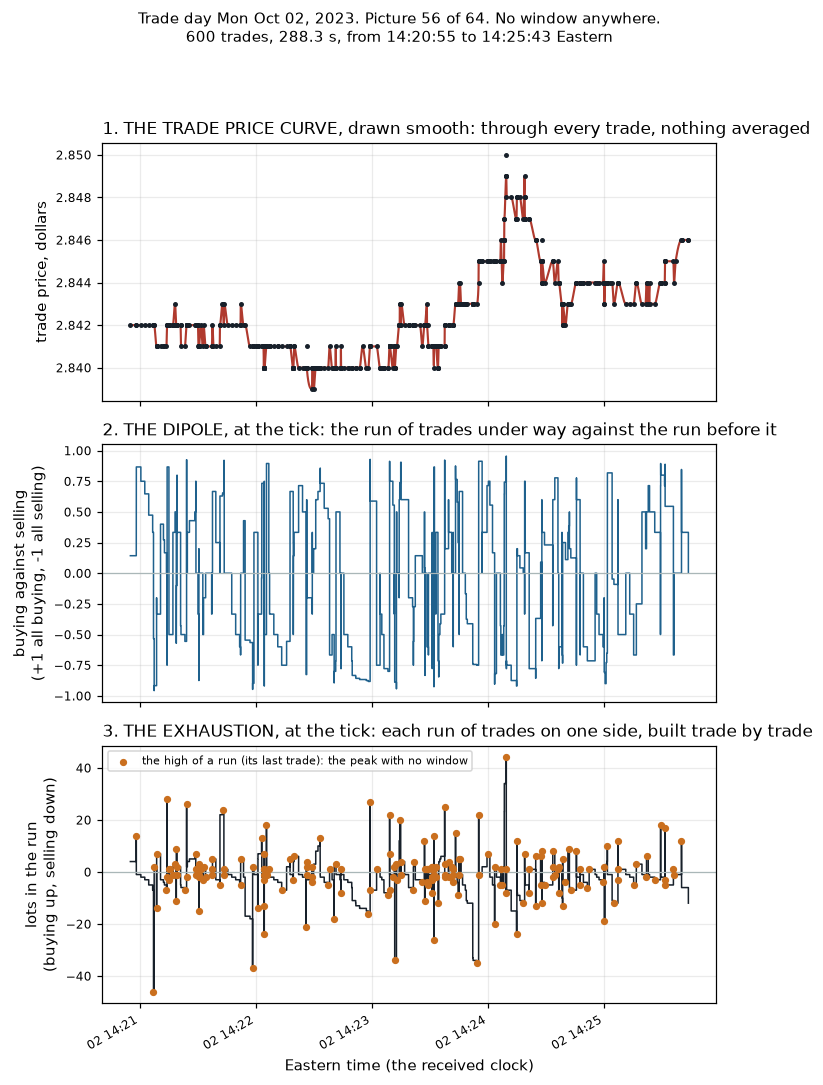 Trade day Mon Oct 02, 2023. Picture 56 of 64. No window anywhere.
600 trades, 288.3 s, from 14:20:55 to 14:25:43 Eastern
1. THE TRADE PRICE CURVE, drawn smooth: through every trade, nothing averaged
2.850
2.848
2.846
2.844
2.842
2.840
trade price, dollars
2. THE DIPOLE, at the tick: the run of trades under way against the run before it
1.00
0.75
0.50
0.25
0.00
−0.25
−0.50
−0.75
−1.00
buying against selling
(+1 all buying, -1 all selling)
3. THE EXHAUSTION, at the tick: each run of trades on one side, built trade by trade
the high of a run (its last trade): the peak with no window
40
20
0
−20
−40
lots in the run
(buying up, selling down)
02 14:21
02 14:22
02 14:23
02 14:24
02 14:25
Eastern time (the received clock)